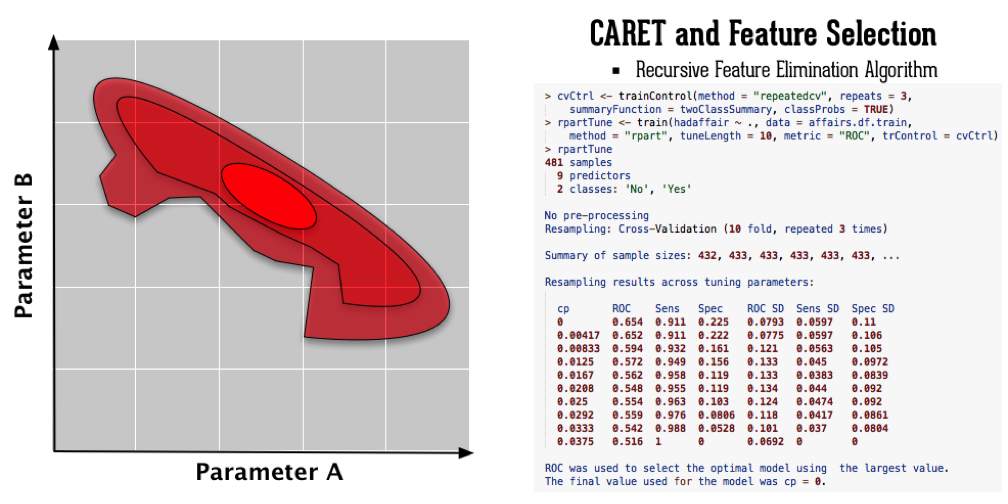 Parameter B
Parameter A
CARET and Feature Selection
▪ Recursive Feature Elimination Algorithm
> cvCtrl <- trainControl(method = "repeatedcv", repeats = 3,
summaryFunction = twoClassSummary, classProbs = TRUE)
> rpartTune <- train(hadaffair ~ ., data = affairs.df.train,
method = "rpart", tuneLength = 10, metric = "ROC", trControl = cvCtrl)
> rpartTune
481 samples
9 predictors
2 classes: 'No', 'Yes'
No pre-processing
Resampling: Cross-Validation (10 fold, repeated 3 times)
Summary of sample sizes: 432, 433, 433, 433, 433, 433, ...
Resampling results across tuning parameters:
cp ROC Sens Spec ROC SD Sens SD Spec SD
0 0.654 0.911 0.225 0.0793 0.0597 0.11
0.00417 0.652 0.911 0.222 0.0775 0.0597 0.106
0.00833 0.594 0.932 0.161 0.121 0.0563 0.105
0.0125 0.572 0.949 0.156 0.133 0.045 0.0972
0.0167 0.562 0.958 0.119 0.133 0.0383 0.0839
0.0208 0.548 0.955 0.119 0.134 0.044 0.092
0.025 0.554 0.963 0.103 0.124 0.0474 0.092
0.0292 0.559 0.976 0.0806 0.118 0.0417 0.0861
0.0333 0.542 0.988 0.0528 0.101 0.037 0.0804
0.0375 0.516 1 0 0.0692 0 0
ROC was used to select the optimal model using the largest value.
The final value used for the model was cp = 0.